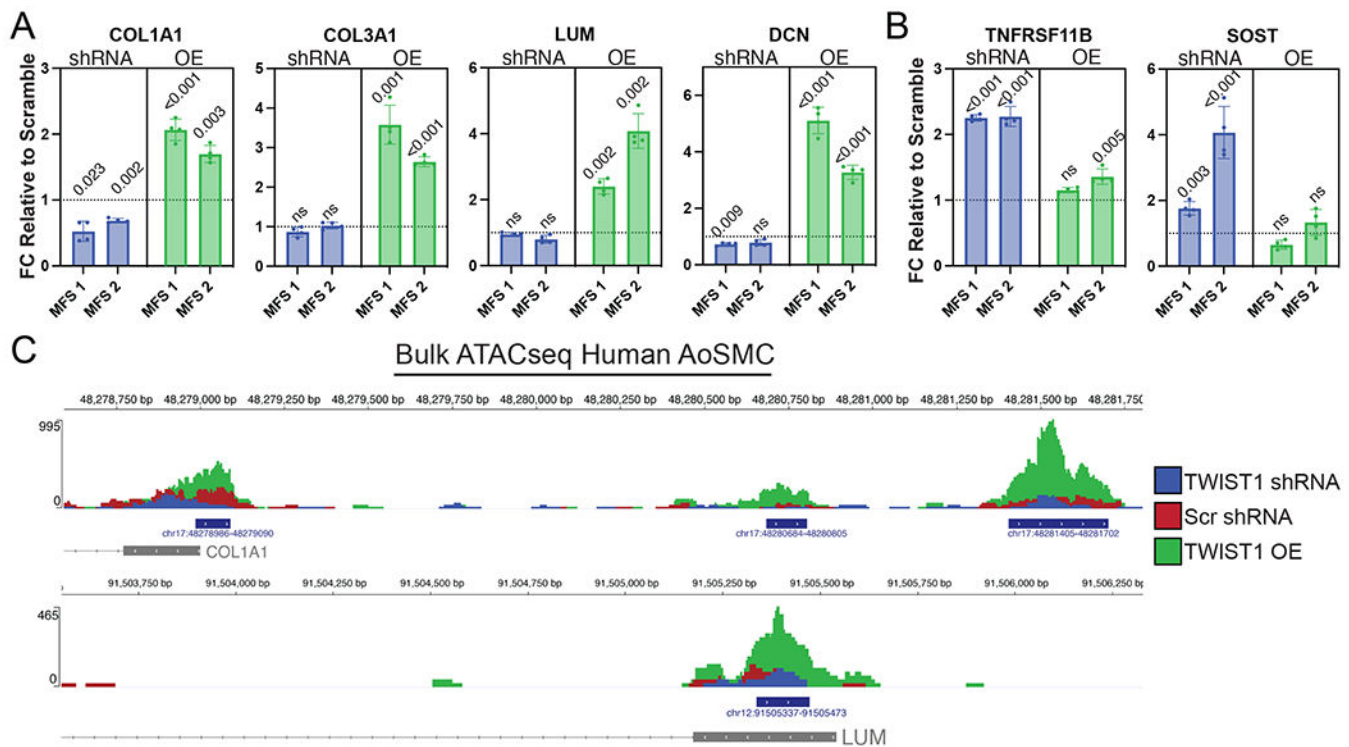 A
B
COL1A1 COL3A1 LUM DCN TNFRSF11B SOST
shRNA OE shRNA OE shRNA OE shRNA OE shRNA OE shRNA OE
FC Relative to Scramble
3
2
1
0
0.023 0.002 <0.001 0.003
MFS 1 MFS 2 MFS 1 MFS 2
5
4
3
2
1
0
ns ns 0.001 <0.001
MFS 1 MFS 2 MFS 1 MFS 2
6
4
2
0
ns ns 0.002 0.002
MFS 1 MFS 2 MFS 1 MFS 2
6
4
2
0
0.009 ns <0.001 <0.001
MFS 1 MFS 2 MFS 1 MFS 2
FC Relative to Scramble
3
2
1
0
<0.001 <0.001 ns 0.005
MFS 1 MFS 2 MFS 1 MFS 2
6
4
2
0
0.003 <0.001 ns ns
MFS 1 MFS 2 MFS 1 MFS 2
C
Bulk ATACseq Human AoSMC
48,278,750 bp 48,279,000 bp 48,279,250 bp 48,279,500 bp 48,279,750 bp 48,280,000 bp 48,280,250 bp 48,280,500 bp 48,280,750 bp 48,281,000 bp 48,281,250 bp 48,281,500 bp 48,281,750
995
0
chr17:48278986-48279090 chr17:48280684-48280805 chr17:48281405-48281702
COL1A1
TWIST1 shRNA
Scr shRNA
TWIST1 OE
91,503,750 bp 91,504,000 bp 91,504,250 bp 91,504,500 bp 91,504,750 bp 91,505,000 bp 91,505,250 bp 91,505,500 bp 91,505,750 bp 91,506,000 bp 91,506,250 bp
465
0
chr12:91505337-91505473
LUM